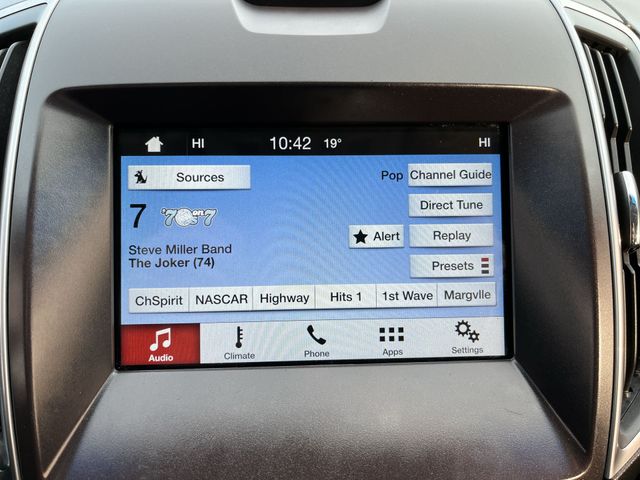 HI 10:42 19° HI
Sources
Pop Channel Guide
Direct Tune
7 '70s on 7
Alert Replay
Steve Miller Band
The Joker (74)
Presets
ChSpirit NASCAR Highway Hits 1 1st Wave Margvlle
Audio Climate Phone Apps Settings